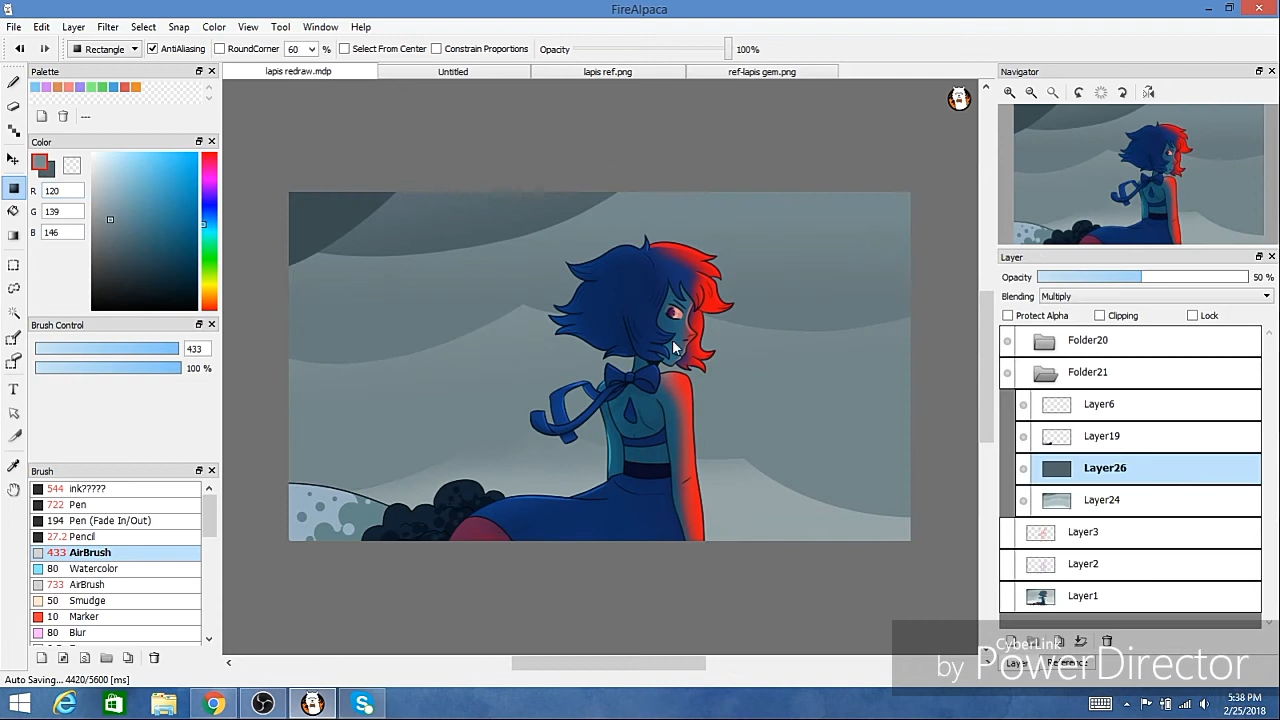 FireAlpaca
File Edit Layer Filter Select Snap Color View Tool Window Help
Rectangle AntiAliasing RoundCorner 60 % Select From Center Constrain Proportions Opacity 100%
Palette
lapis redraw.mdp Untitled lapis ref.png ref-lapis gem.png
Navigator
---
Color
R 120
G 139
B 146
Layer
Opacity 50 %
Blending Multiply
Protect Alpha Clipping Lock
Brush Control
433
100 %
Folder20
Folder21
Layer6
Layer19
Layer26
Layer24
Layer3
Layer2
Layer1
Brush
544 ink?????
722 Pen
194 Pen (Fade In/Out)
27.2 Pencil
433 AirBrush
80 Watercolor
733 AirBrush
50 Smudge
10 Marker
80 Blur
Layer Reference
CyberLink
by PowerDirector
Auto Saving... 4420/5600 [ms]
5:38 PM
2/25/2018